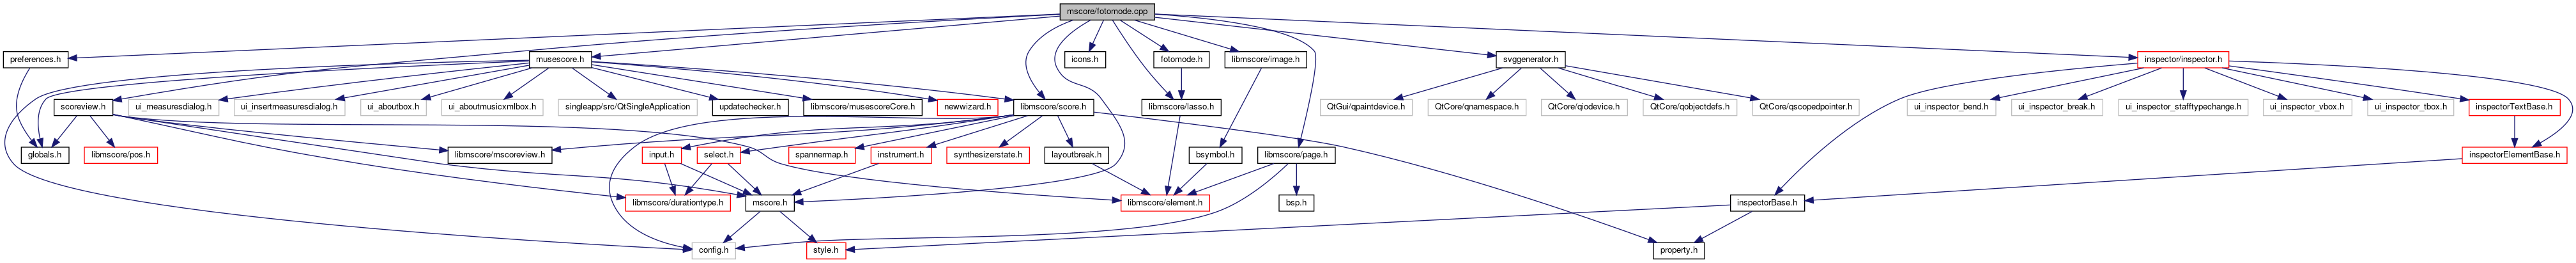 mscore/fotomode.cpp
preferences.h
musescore.h
icons.h
fotomode.h
libmscore/image.h
svggenerator.h
inspector/inspector.h
scoreview.h
ui_measuresdialog.h
ui_insertmeasuresdialog.h
ui_aboutbox.h
ui_aboutmusicxmlbox.h
singleapp/src/QtSingleApplication
updatechecker.h
libmscore/musescoreCore.h
newwizard.h
libmscore/score.h
libmscore/lasso.h
QtGui/qpaintdevice.h
QtCore/qnamespace.h
QtCore/qiodevice.h
QtCore/qobjectdefs.h
QtCore/qscopedpointer.h
ui_inspector_bend.h
ui_inspector_break.h
ui_inspector_stafftypechange.h
ui_inspector_vbox.h
ui_inspector_tbox.h
inspectorTextBase.h
globals.h
libmscore/pos.h
libmscore/mscoreview.h
input.h
select.h
spannermap.h
instrument.h
synthesizerstate.h
layoutbreak.h
bsymbol.h
libmscore/page.h
inspectorElementBase.h
libmscore/durationtype.h
mscore.h
libmscore/element.h
bsp.h
inspectorBase.h
config.h
style.h
property.h